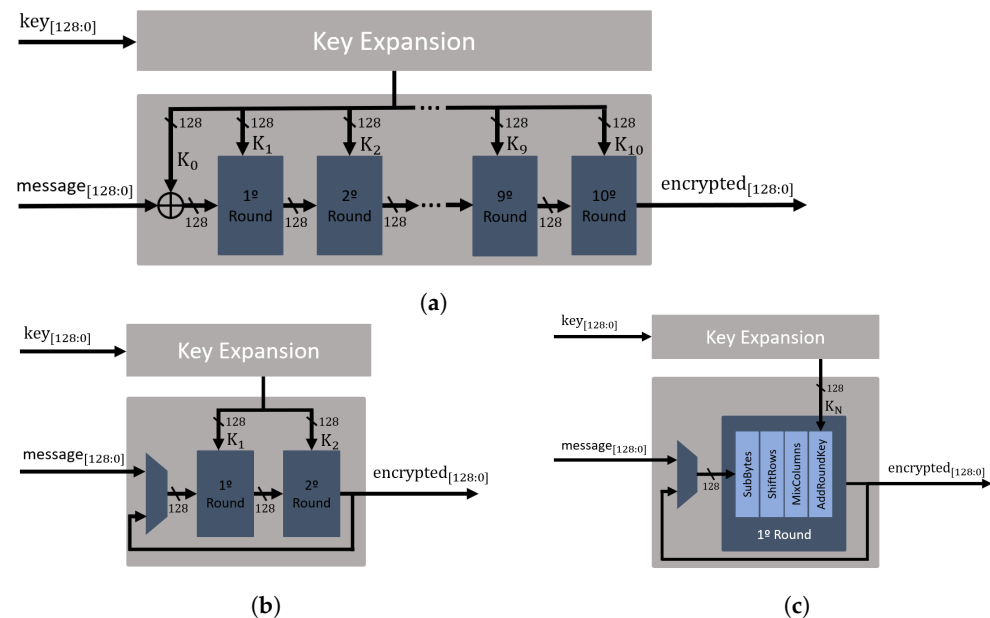 key[128:0]
Key Expansion
128
128
128
128
128
K0
K1
K2
K9
K10
message[128:0]
1º
Round
2º
Round
9º
Round
10º
Round
encrypted[128:0]
128
128
128
128
(a)
key[128:0]
Key Expansion
128
128
K1
K2
message[128:0]
1º
Round
2º
Round
encrypted[128:0]
128
128
(b)
key[128:0]
Key Expansion
128
KN
message[128:0]
128
SubBytes
ShiftRows
MixColumns
AddRoundKey
1º Round
encrypted[128:0]
(c)